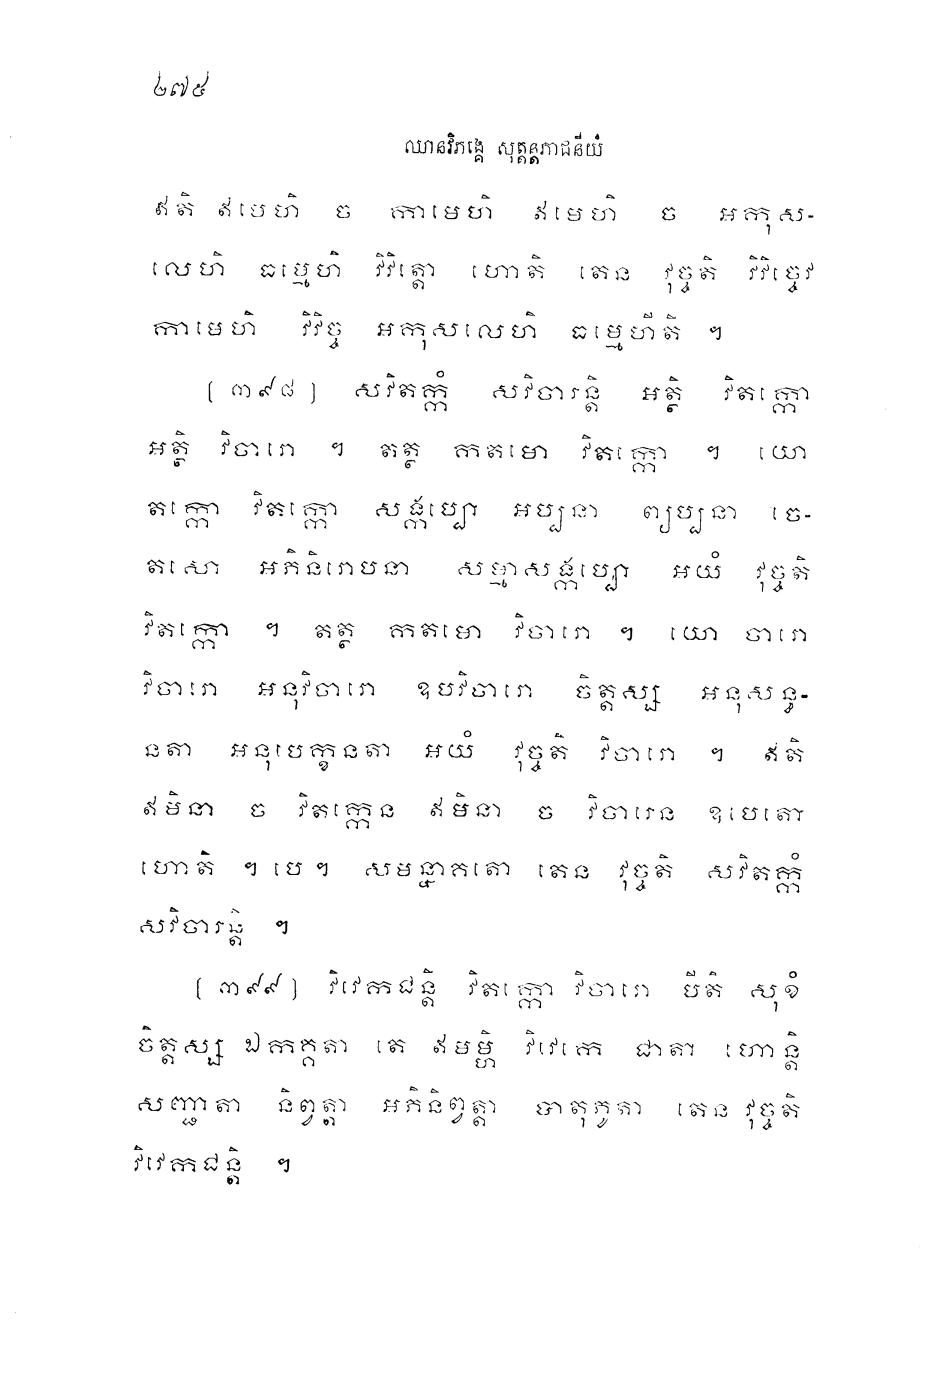 ២៧៥
ឈានវិភង្គេ សុត្តន្តភាជនីយំ
ឥតិ ឥមេហិ ច កាមេហិ ឥមេហិ ច អកុស-
លេហិ ធម្មេហិ វិវិត្តោ ហោតិ តេន វុច្ចតិ វិវិច្ចេវ
កាមេហិ វិវិច្ច អកុសលេហិ ធម្មេហីតិ ។
[ ៣៩៨ ] សវិតក្កំ សវិចារន្តិ អត្ថិ វិតក្កោ
អត្ថិ វិចារោ ។ តត្ថ កតមោ វិតក្កោ ។ យោ
តក្កោ វិតក្កោ សង្កប្បោ អប្បនា ព្យប្បនា ចេ-
តសោ អភិនិរោបនា សម្មាសង្កប្បោ អយំ វុច្ចតិ
វិតក្កោ ។ តត្ថ កតមោ វិចារោ ។ យោ ចារោ
វិចារោ អនុវិចារោ ឧបវិចារោ ចិត្តស្ស អនុសន្ធ-
នតា អនុបេក្ខនតា អយំ វុច្ចតិ វិចារោ ។ ឥតិ
ឥមិនា ច វិតក្កេន ឥមិនា ច វិចារេន ឧបេតោ
ហោតិ ។ បេ។ សមន្នាគតោ តេន វុច្ចតិ សវិតក្កំ
សវិចារន្តិ ។
[ ៣៩៩ ] វិវេកជន្តិ វិតក្កោ វិចារោ បីតិ សុខំ
ចិត្តស្ស ឯកគ្គតា តេ ឥមម្ហិ វិវេកេ ជាតា ហោន្តិ
សញ្ជាតា និព្វត្តា អភិនិព្វត្តា បាតុភូតា តេន វុច្ចតិ
វិវេកជន្តិ ។